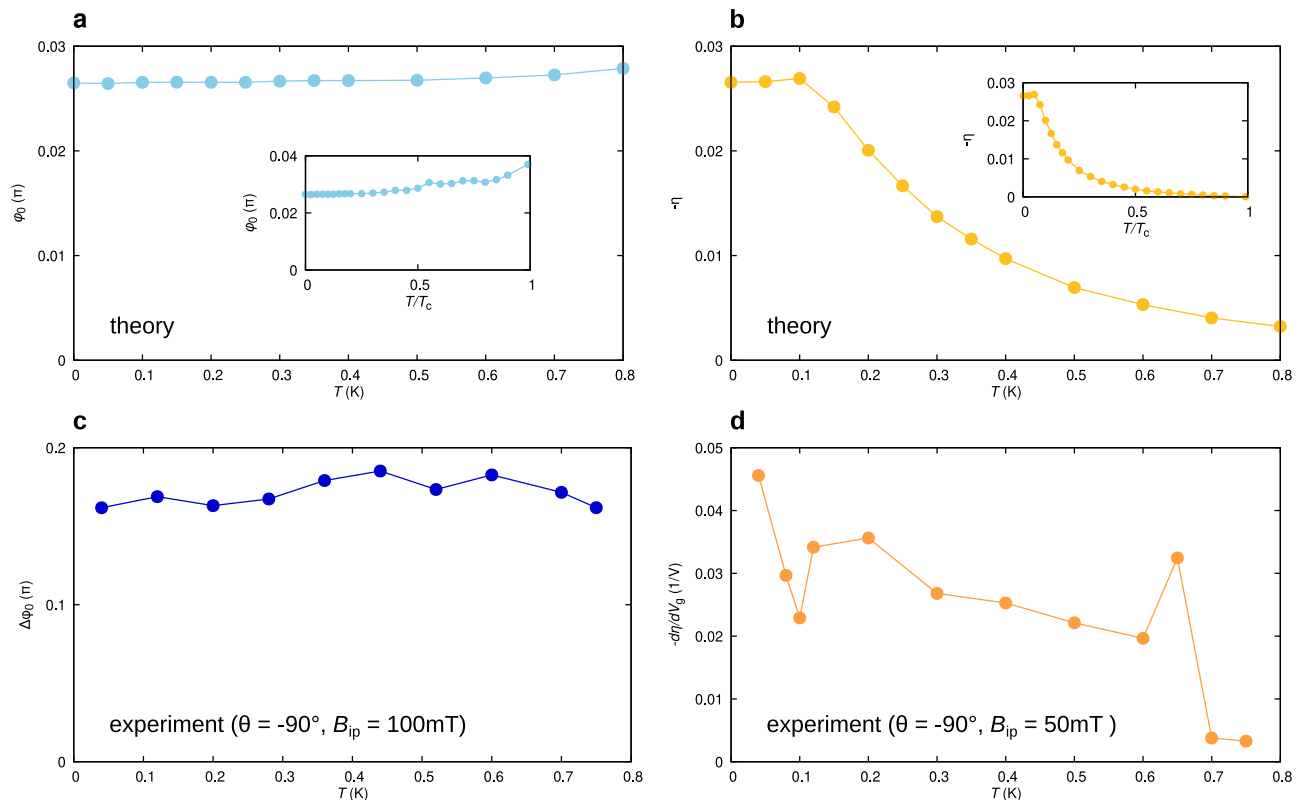 a
0.03
0.02
0.01
0
φ₀ (π)
0.04
0.02
0
φ₀ (π)
0 0.5 1
T/Tc
theory
0 0.1 0.2 0.3 0.4 0.5 0.6 0.7 0.8
T (K)
b
0.03
0.02
0.01
0
-η
0.03
0.02
0.01
0
-η
0 0.5 1
T/Tc
theory
0 0.1 0.2 0.3 0.4 0.5 0.6 0.7 0.8
T (K)
c
0.2
0.1
0
Δφ₀ (π)
experiment (θ = -90°, Bip = 100mT)
0 0.1 0.2 0.3 0.4 0.5 0.6 0.7 0.8
T (K)
d
0.05
0.04
0.03
0.02
0.01
0
-dη/dVg (1/V)
experiment (θ = -90°, Bip = 50mT )
0 0.1 0.2 0.3 0.4 0.5 0.6 0.7 0.8
T (K)